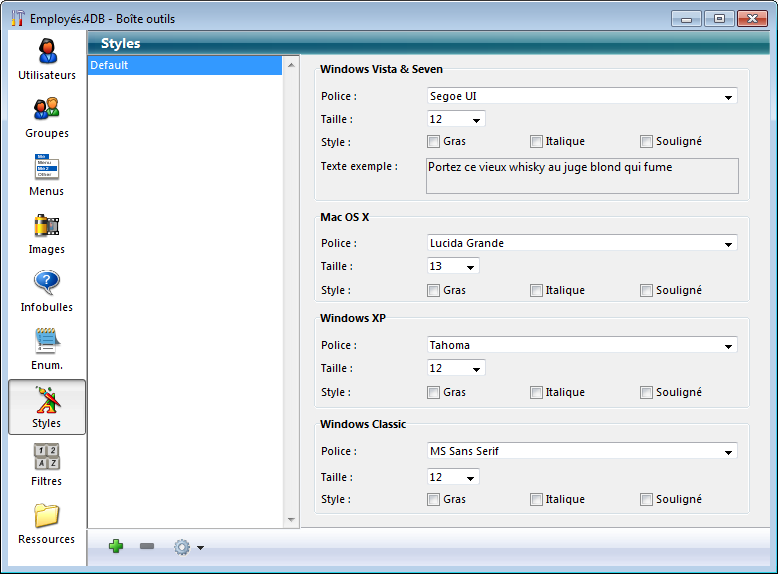 Employés.4DB - Boîte outils
Utilisateurs
Groupes
Menus
Images
Infobulles
Enum.
Styles
Filtres
Ressources
Styles
Default
Windows Vista & Seven
Police : Segoe UI
Taille : 12
Style : Gras Italique Souligné
Texte exemple : Portez ce vieux whisky au juge blond qui fume
Mac OS X
Police : Lucida Grande
Taille : 13
Style : Gras Italique Souligné
Windows XP
Police : Tahoma
Taille : 12
Style : Gras Italique Souligné
Windows Classic
Police : MS Sans Serif
Taille : 12
Style : Gras Italique Souligné